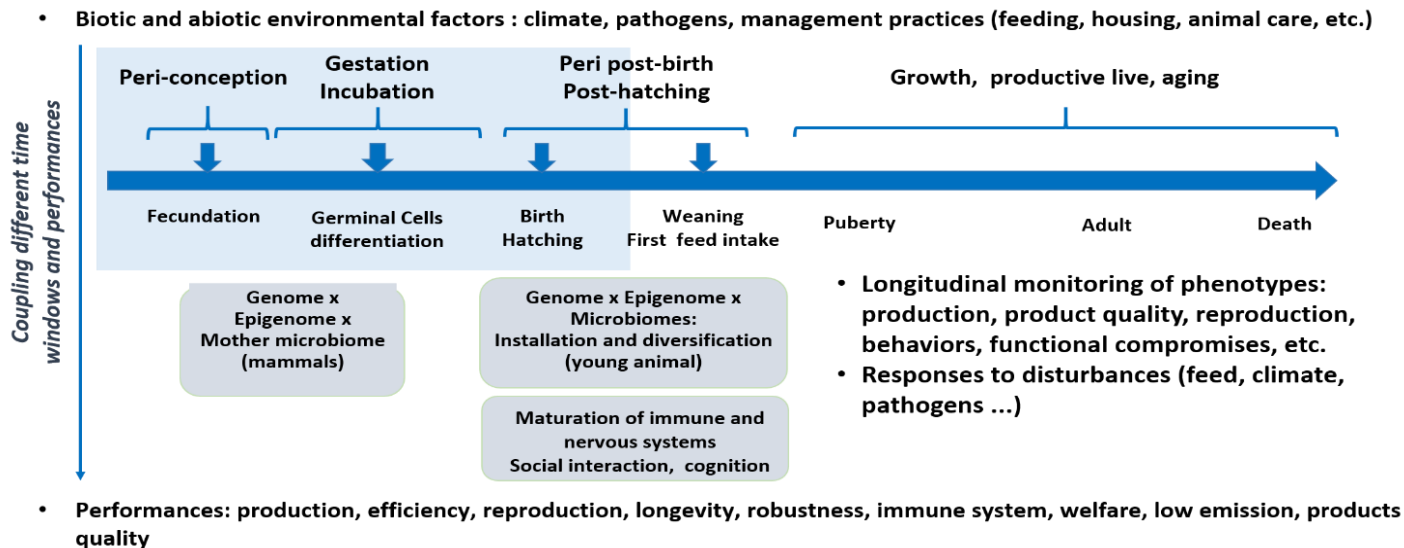 • Biotic and abiotic environmental factors : climate, pathogens, management practices (feeding, housing, animal care, etc.)
Coupling different time
windows and performances
Peri-conception
Gestation
Incubation
Peri post-birth
Post-hatching
Growth, productive live, aging
Fecundation
Germinal Cells
differentiation
Birth
Hatching
Weaning
First feed intake
Puberty
Adult
Death
Genome x
Epigenome x
Mother microbiome
(mammals)
Genome x Epigenome x
Microbiomes:
Installation and diversification
(young animal)
Maturation of immune and
nervous systems
Social interaction, cognition
• Longitudinal monitoring of phenotypes:
production, product quality, reproduction,
behaviors, functional compromises, etc.
• Responses to disturbances (feed, climate,
pathogens ...)
• Performances: production, efficiency, reproduction, longevity, robustness, immune system, welfare, low emission, products
quality